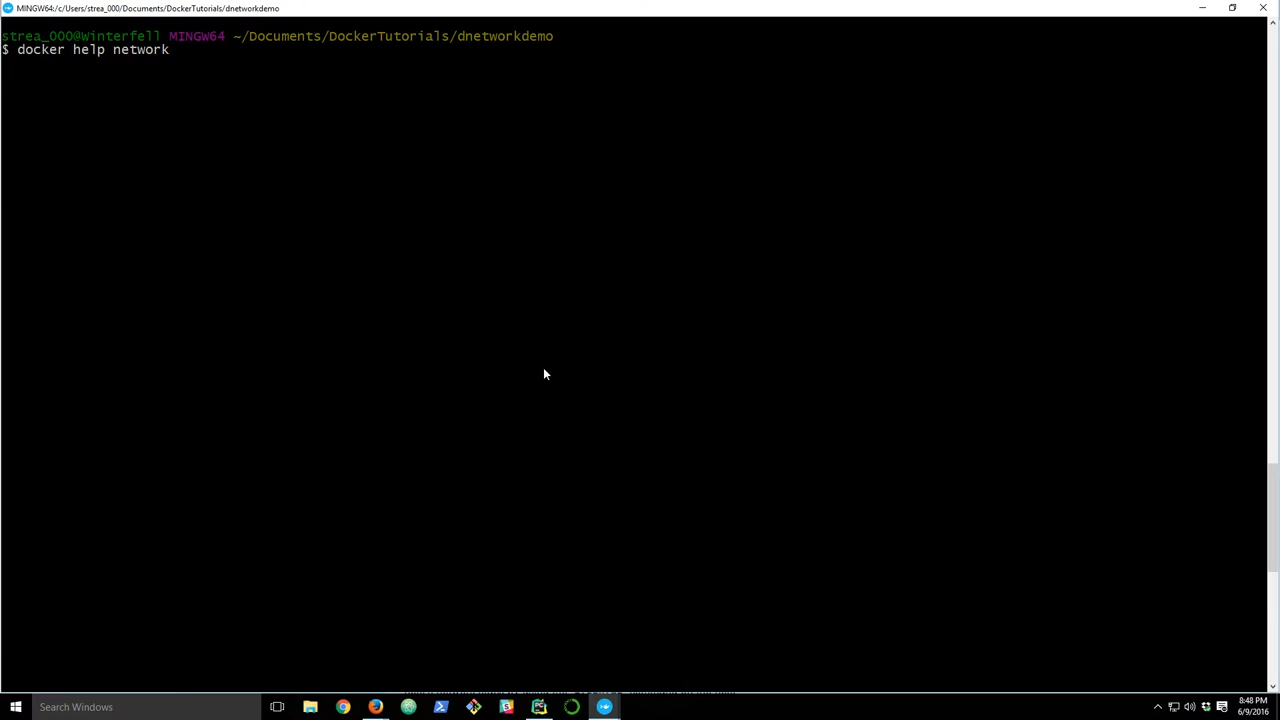 MINGW64:/c/Users/strea_000/Documents/DockerTutorials/dnetworkdemo
strea_000@Winterfell MINGW64 ~/Documents/DockerTutorials/dnetworkdemo
$ docker help network
Search Windows
8:48 PM
6/9/2016